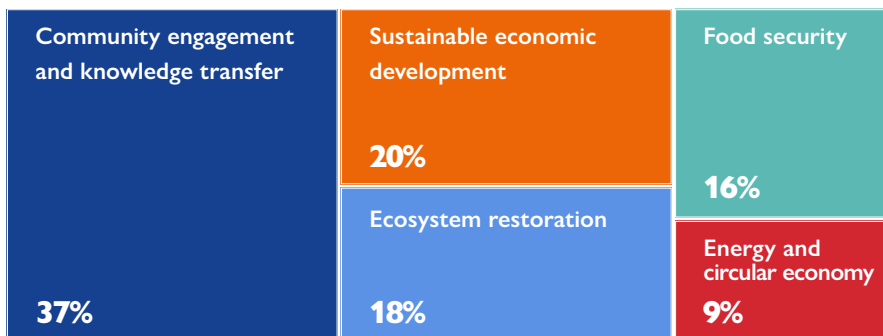 Community engagement
and knowledge transfer
37%
Sustainable economic
development
20%
Ecosystem restoration
18%
Food security
16%
Energy and
circular economy
9%